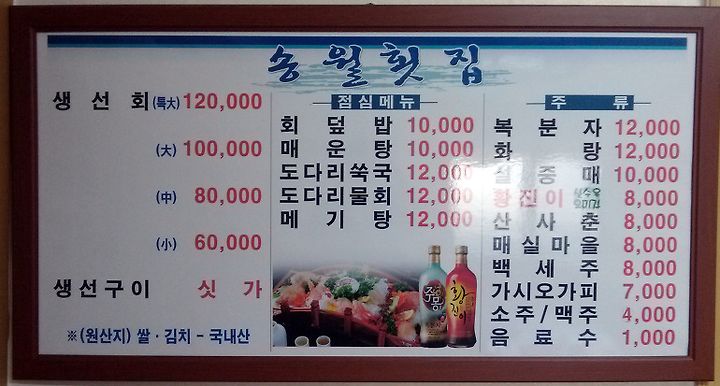 송월횟집
생선회 (특大) 120,000
(大) 100,000
(中) 80,000
(小) 60,000
생선구이 싯가
※(원산지) 쌀·김치 - 국내산
점심메뉴
회덮밥 10,000
매운탕 10,000
도다리쑥국 12,000
도다리물회 12,000
메기탕 12,000
주몽
황진이
주류
복분자 12,000
화랑 12,000
설중매 10,000
황진이 8,000
산사춘 8,000
매실마을 8,000
백세주 8,000
가시오가피 7,000
소주/맥주 4,000
음료수 1,000